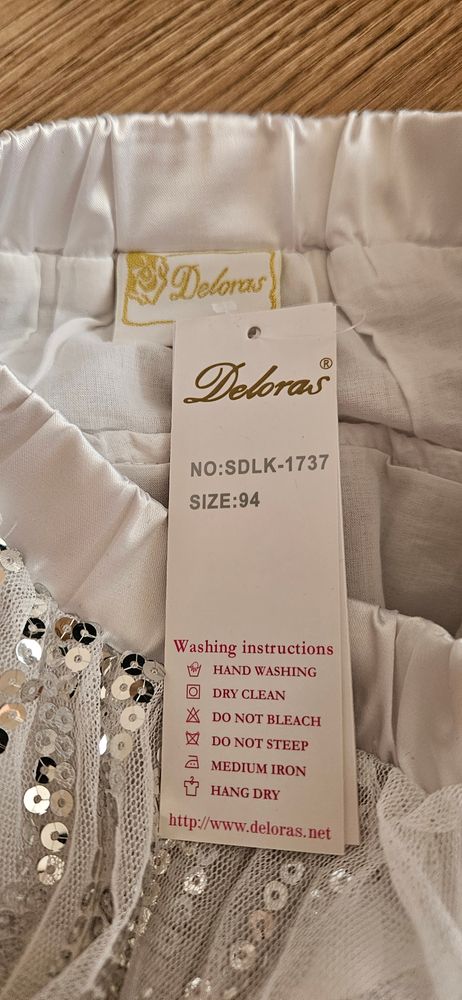 Deloras
Deloras®
NO:SDLK-1737
SIZE:94
Washing instructions
HAND WASHING
DRY CLEAN
DO NOT BLEACH
DO NOT STEEP
MEDIUM IRON
HANG DRY
http://www.deloras.net